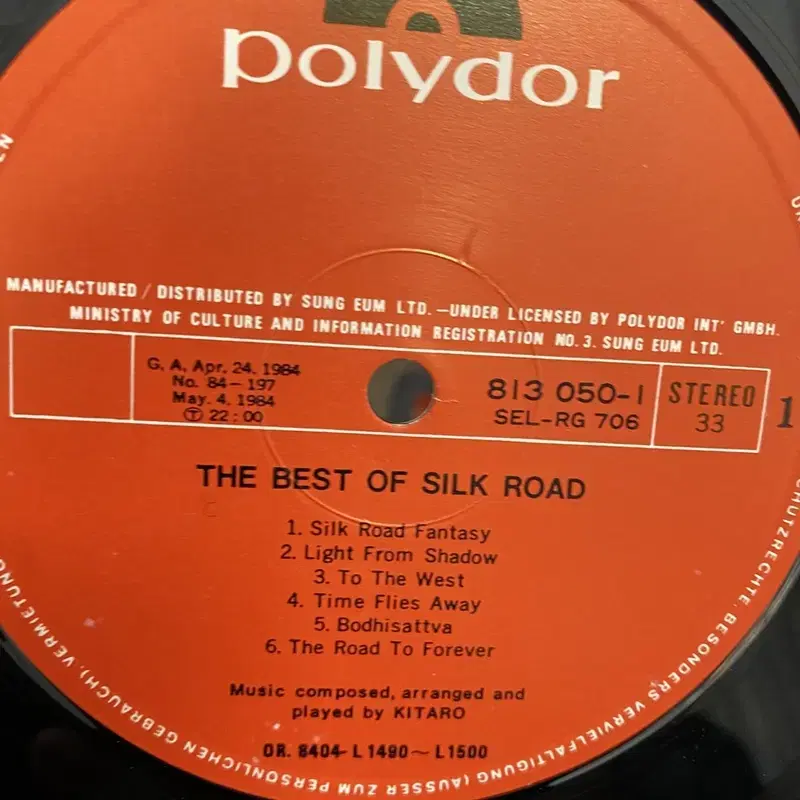 polydor
MANUFACTURED / DISTRIBUTED BY SUNG EUM LTD.—UNDER LICENSED BY POLYDOR INT' GMBH.
MINISTRY OF CULTURE AND INFORMATION REGISTRATION NO. 3. SUNG EUM LTD.
G. A. Apr. 24. 1984
No. 84-197
May. 4. 1984
Ⓣ 22:00
813 050-1
SEL-RG 706
STEREO
33
1
THE BEST OF SILK ROAD
1. Silk Road Fantasy
2. Light From Shadow
3. To The West
4. Time Flies Away
5. Bodhisattva
6. The Road To Forever
Music composed, arranged and
played by KITARO
OR. 8404-L1490~L1500
SCHUTZRECHTE. BESONDERS VERVIELFALTIGUNG (AUSSER ZUM PERSONLICHEN GEBRAUCH). VERMIETUNG